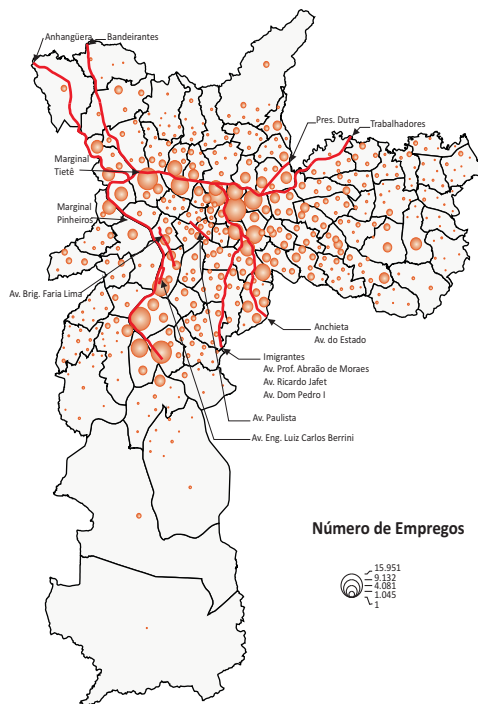 Anhangüera
Bandeirantes
Pres. Dutra
Trabalhadores
Marginal
Tietê
Marginal
Pinheiros
Av. Brig. Faria Lima
Anchieta
Av. do Estado
Imigrantes
Av. Prof. Abraão de Moraes
Av. Ricardo Jafet
Av. Dom Pedro I
Av. Paulista
Av. Eng. Luiz Carlos Berrini
Número de Empregos
15.951
9.132
4.081
1.045
1